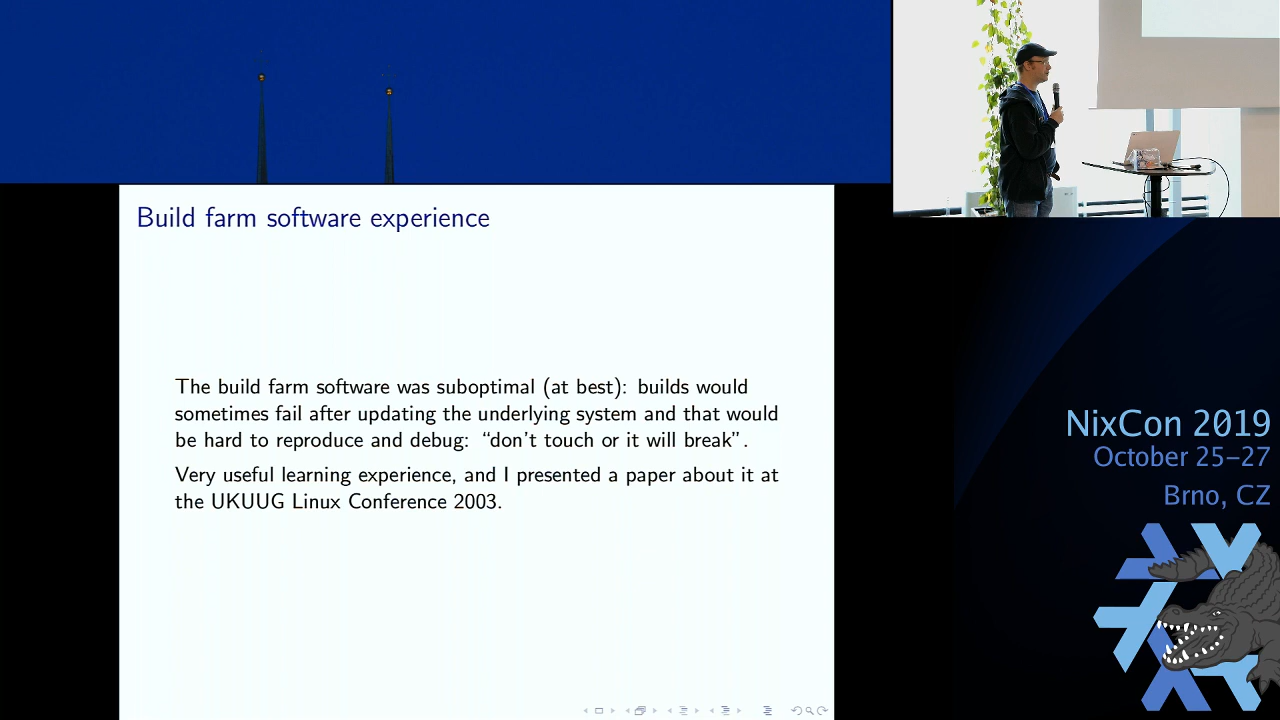 Build farm software experience
The build farm software was suboptimal (at best): builds would
sometimes fail after updating the underlying system and that would
be hard to reproduce and debug: “don’t touch or it will break”.
Very useful learning experience, and I presented a paper about it at
the UKUUG Linux Conference 2003.
NixCon 2019
October 25–27
Brno, CZ